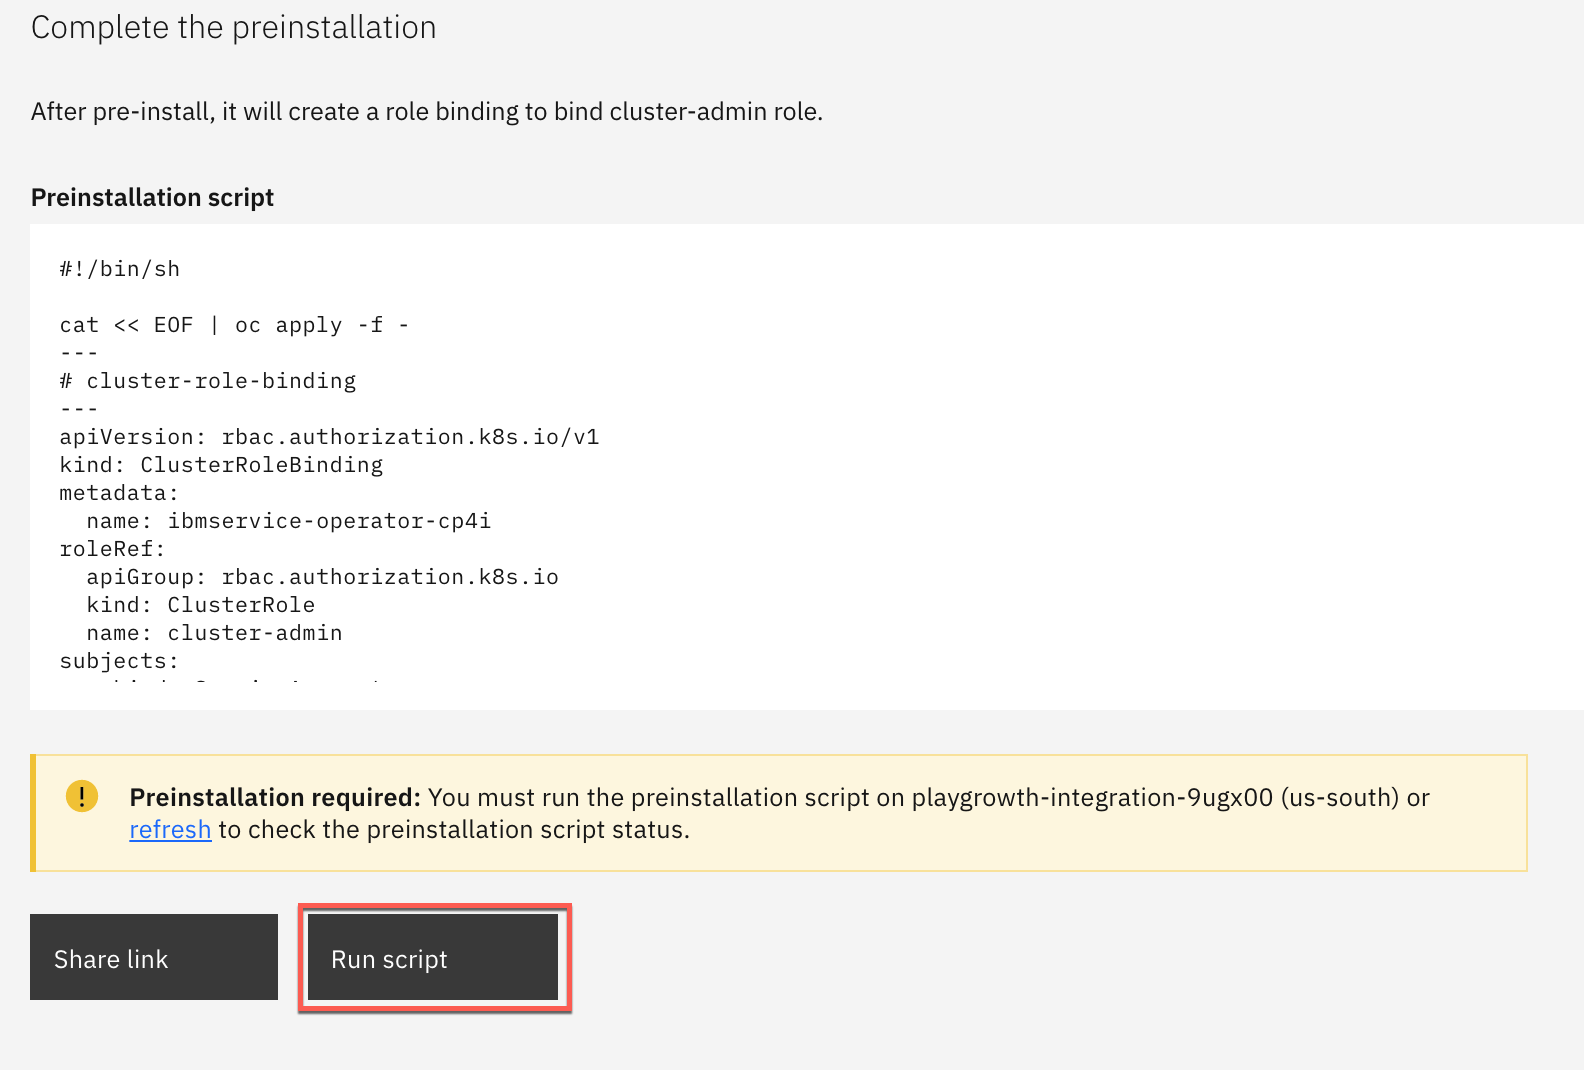 Complete the preinstallation
After pre-install, it will create a role binding to bind cluster-admin role.
Preinstallation script
#!/bin/sh
cat << EOF | oc apply -f -
---
# cluster-role-binding
---
apiVersion: rbac.authorization.k8s.io/v1
kind: ClusterRoleBinding
metadata:
  name: ibmservice-operator-cp4i
roleRef:
  apiGroup: rbac.authorization.k8s.io
  kind: ClusterRole
  name: cluster-admin
subjects:
Preinstallation required: You must run the preinstallation script on playgrowth-integration-9ugx00 (us-south) or
refresh to check the preinstallation script status.
Share link
Run script